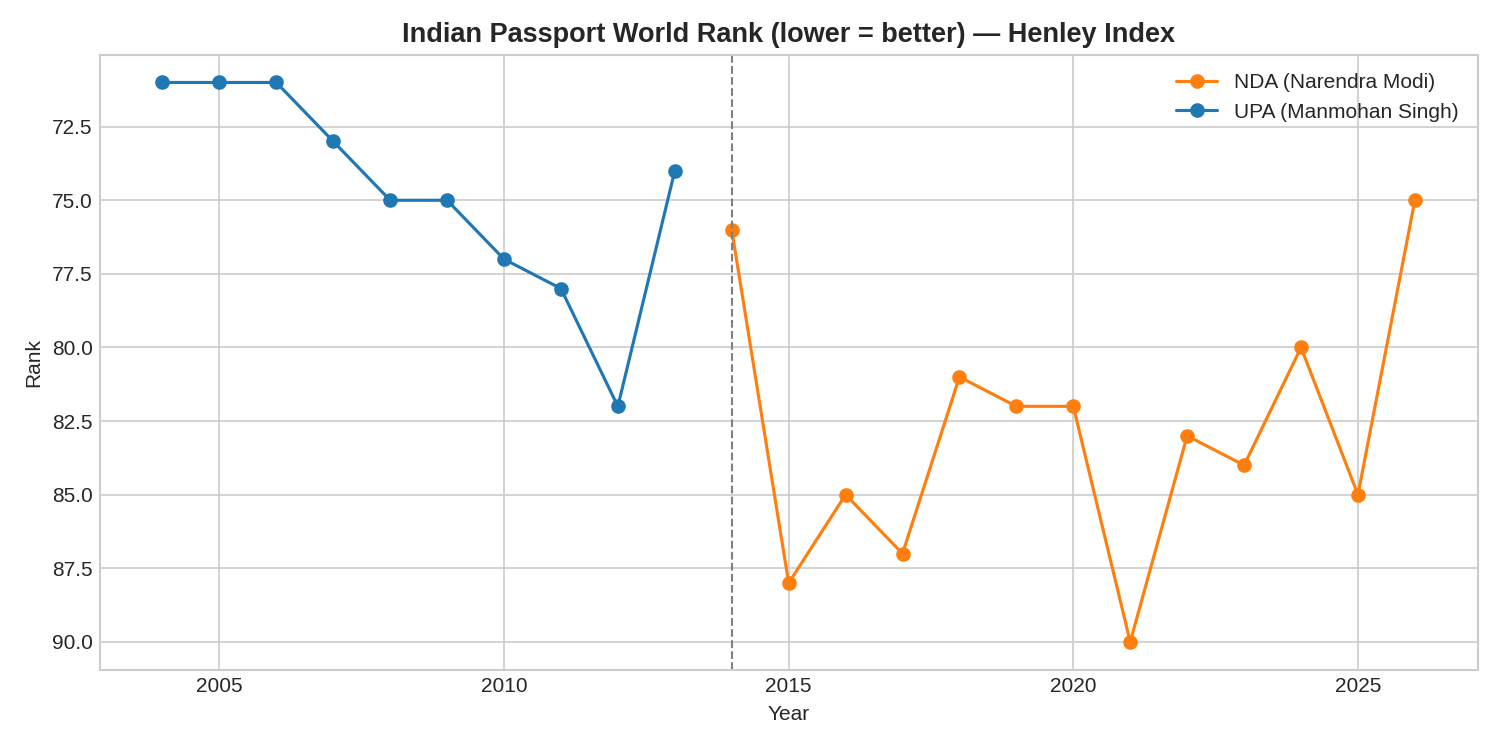 Indian Passport World Rank (lower = better) — Henley Index
NDA (Narendra Modi)
UPA (Manmohan Singh)
72.5
75.0
77.5
80.0
82.5
85.0
87.5
90.0
Rank
2005 2010 2015 2020 2025
Year